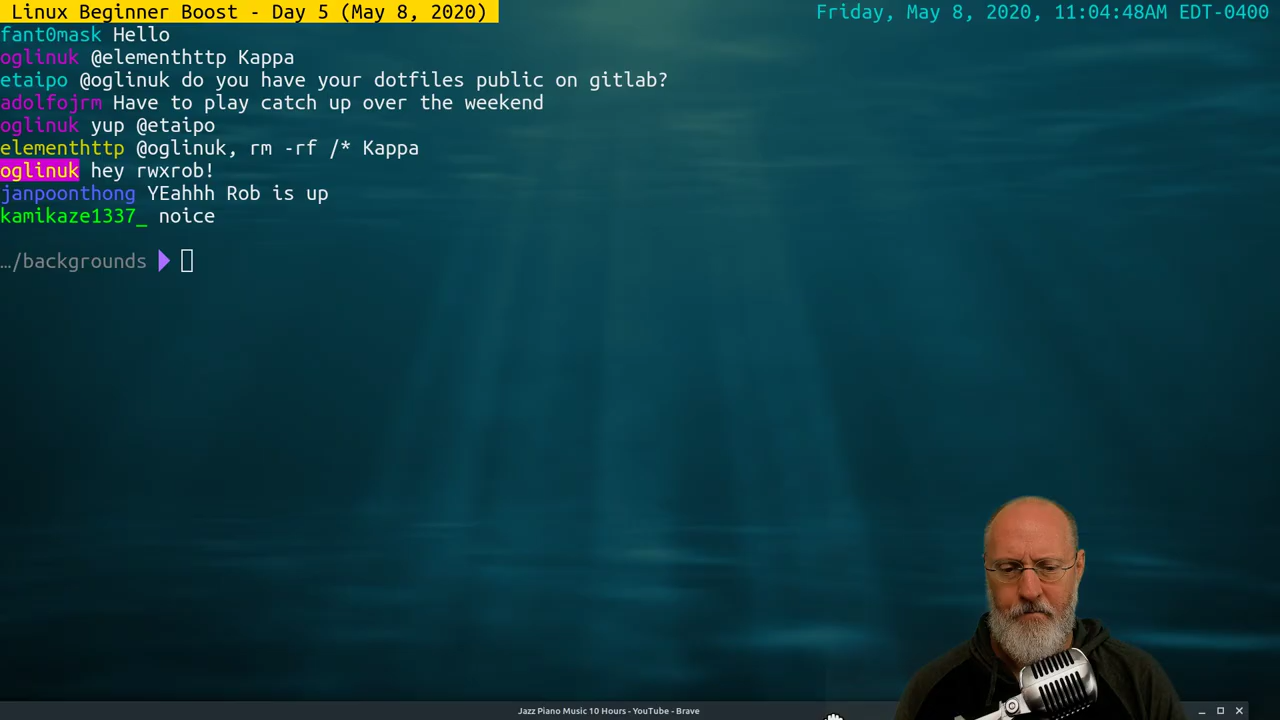 Linux Beginner Boost - Day 5 (May 8, 2020)
Friday, May 8, 2020, 11:04:48AM EDT-0400
fant0mask Hello
oglinuk @elementhttp Kappa
etaipo @oglinuk do you have your dotfiles public on gitlab?
adolfojrm Have to play catch up over the weekend
oglinuk yup @etaipo
elementhttp @oglinuk, rm -rf /* Kappa
oglinuk hey rwxrob!
janpoonthong YEahhh Rob is up
kamikaze1337_ noice
…/backgrounds
Jazz Piano Music 10 Hours - YouTube - Brave